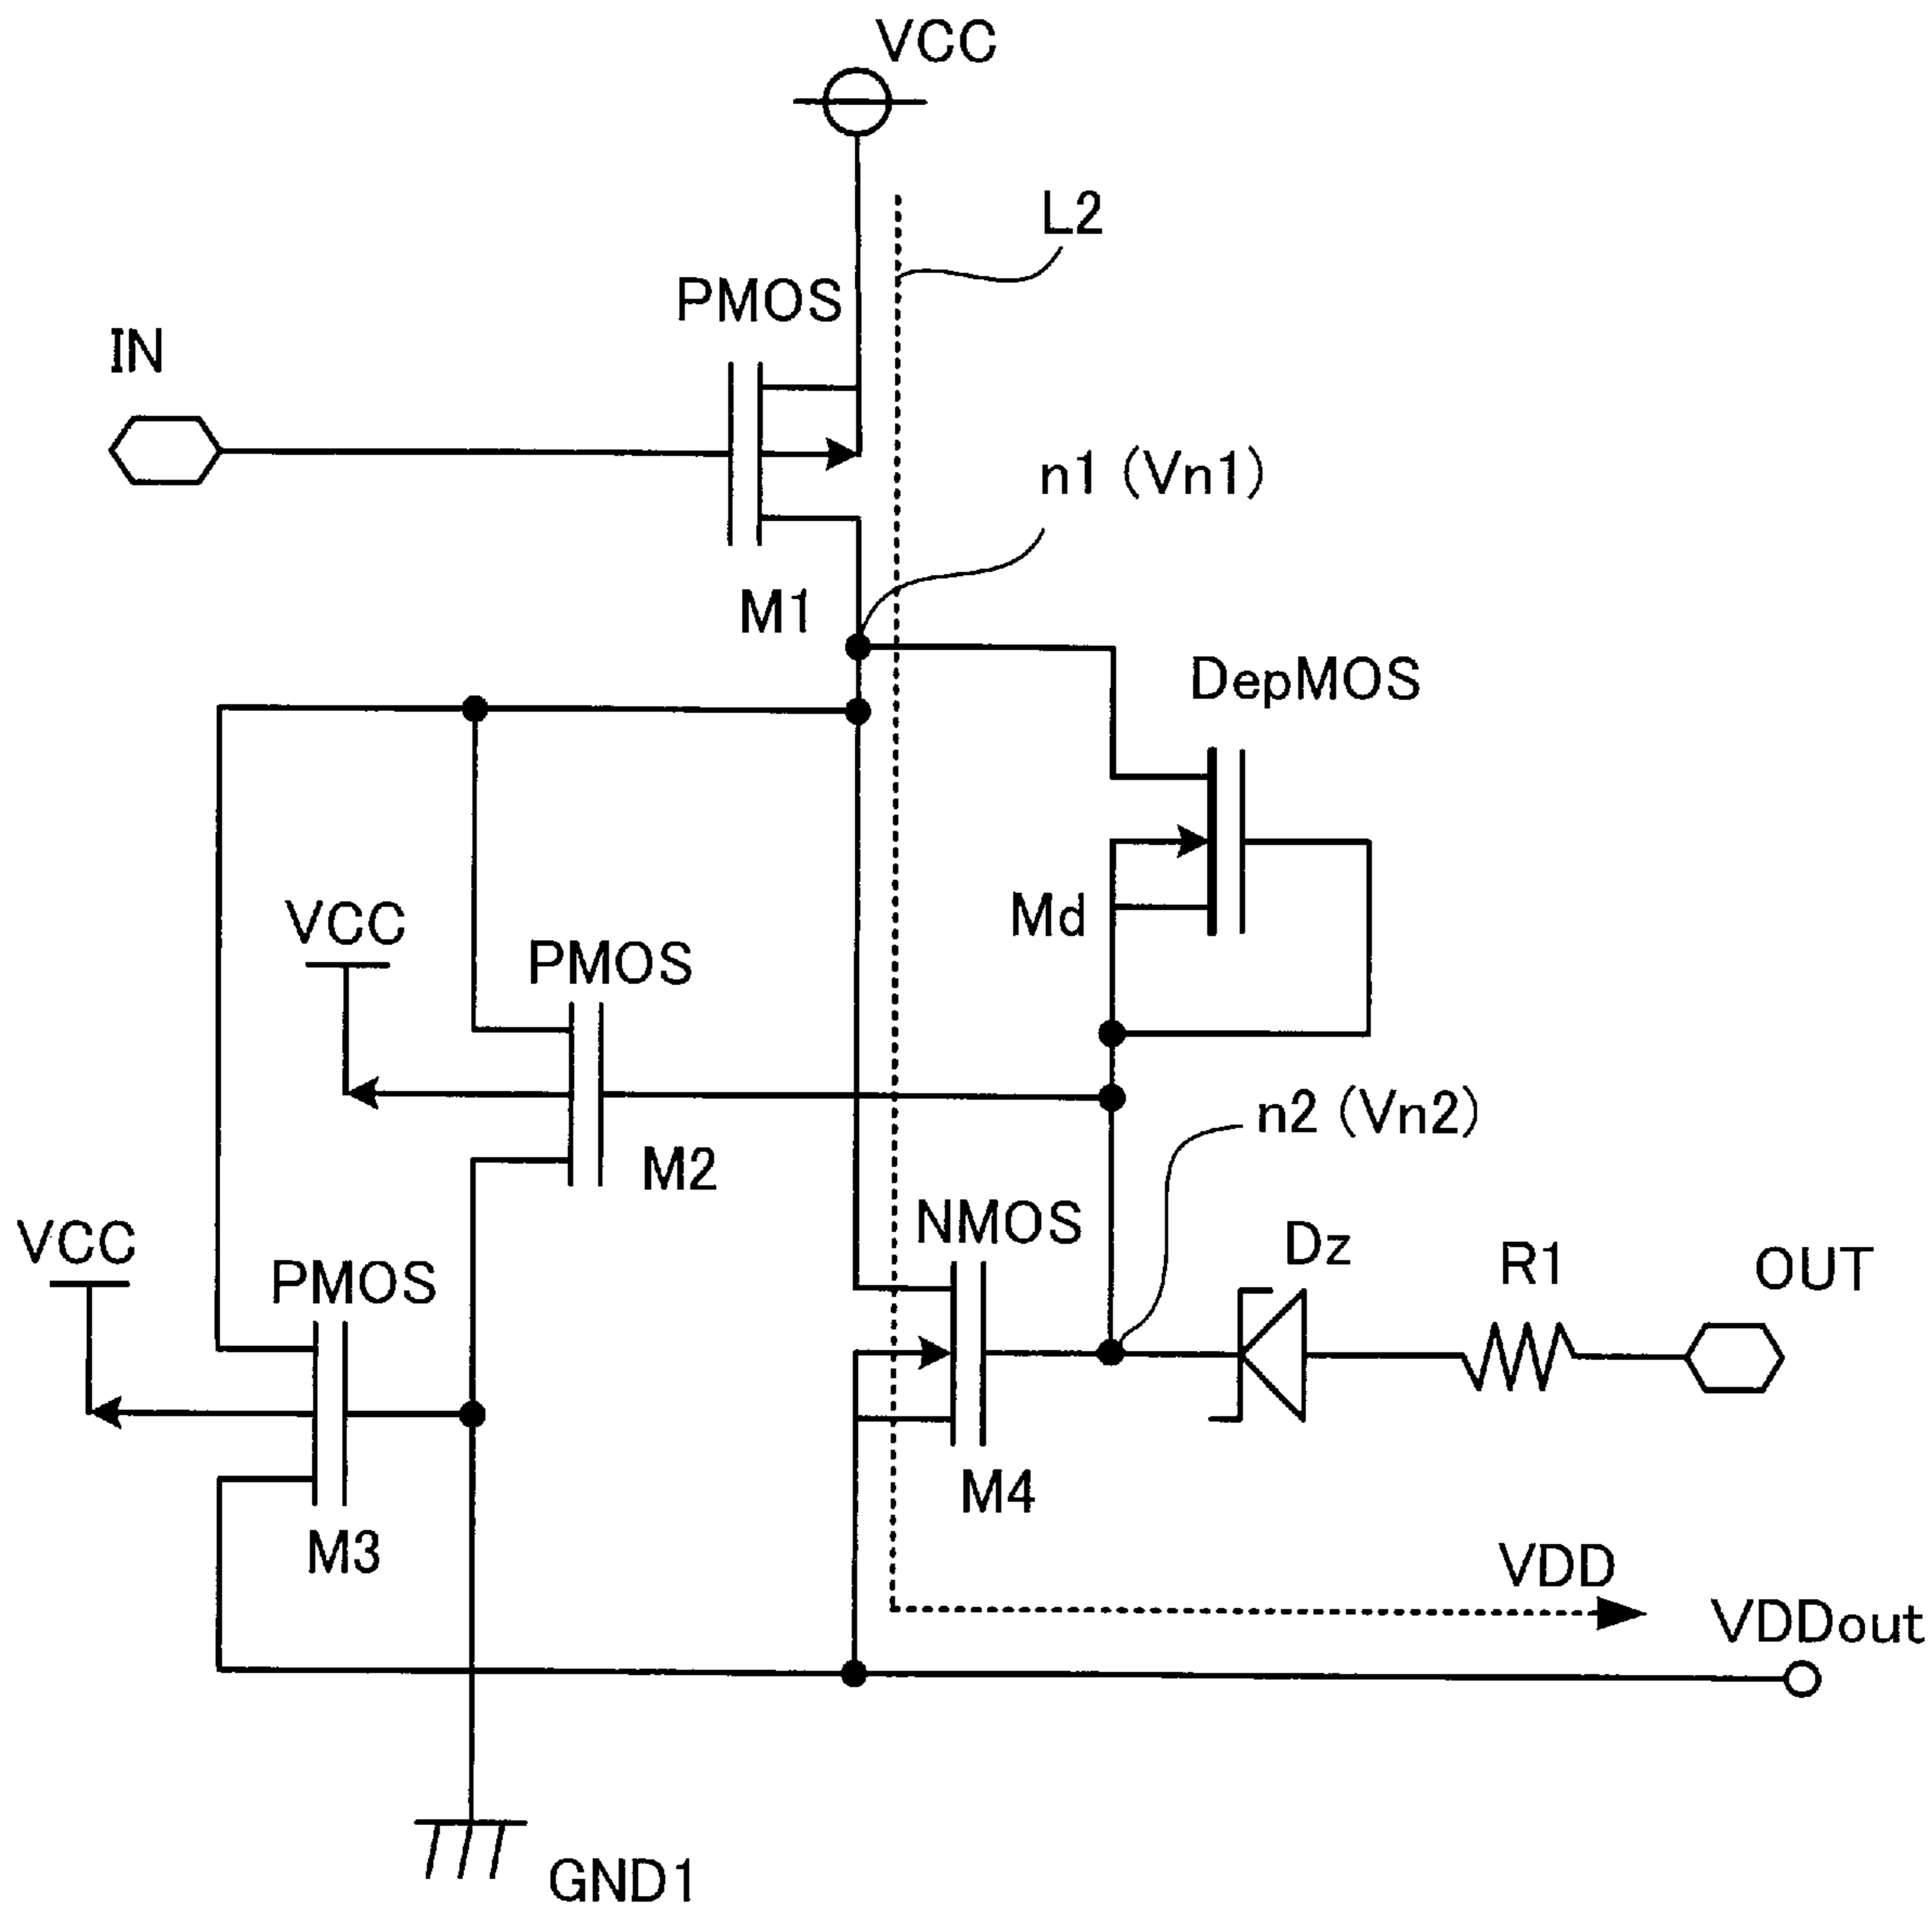 VCC
L2
PMOS
IN
n1 (Vn1)
M1
DepMOS
Md
VCC
PMOS
n2 (Vn2)
M2
NMOS
VCC
Dz
R1
OUT
PMOS
M4
M3
VDD
VDDout
GND1